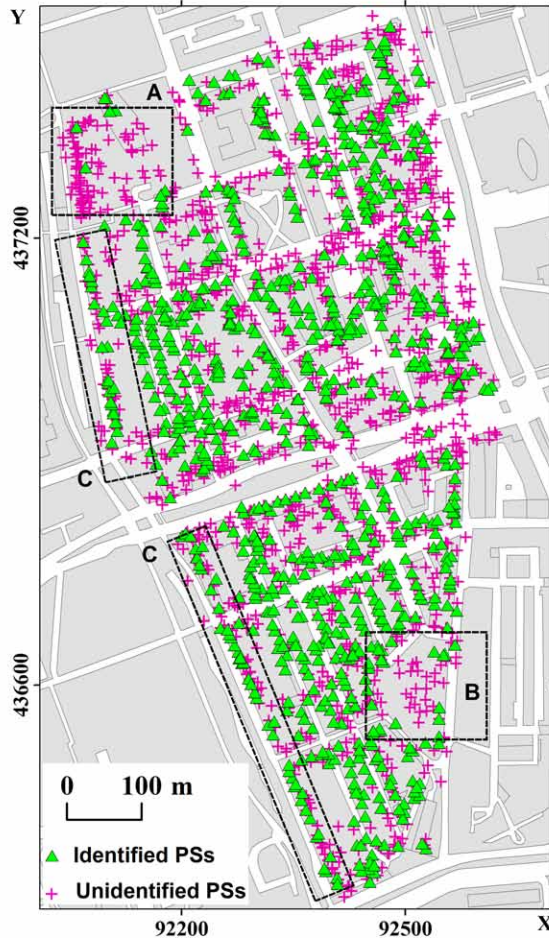 Y
A
437200
C
C
B
436600
0 100 m
Identified PSs
Unidentified PSs
92200 92500 X